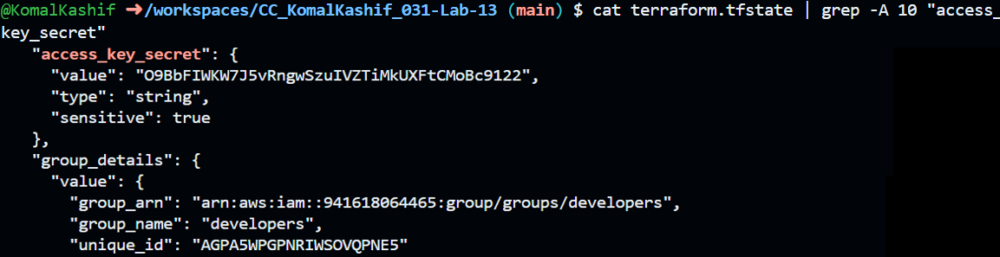 @KomalKashif ➜/workspaces/CC_KomalKashif_031-Lab-13 (main) $ cat terraform.tfstate | grep -A 10 "access_
key_secret"
"access_key_secret": {
"value": "O9BbFIWKW7J5vRngwSzuIVZTiMkUXFtCMoBc9122",
"type": "string",
"sensitive": true
},
"group_details": {
"value": {
"group_arn": "arn:aws:iam::941618064465:group/groups/developers",
"group_name": "developers",
"unique_id": "AGPA5WPGPNRIWSOVQPNE5"